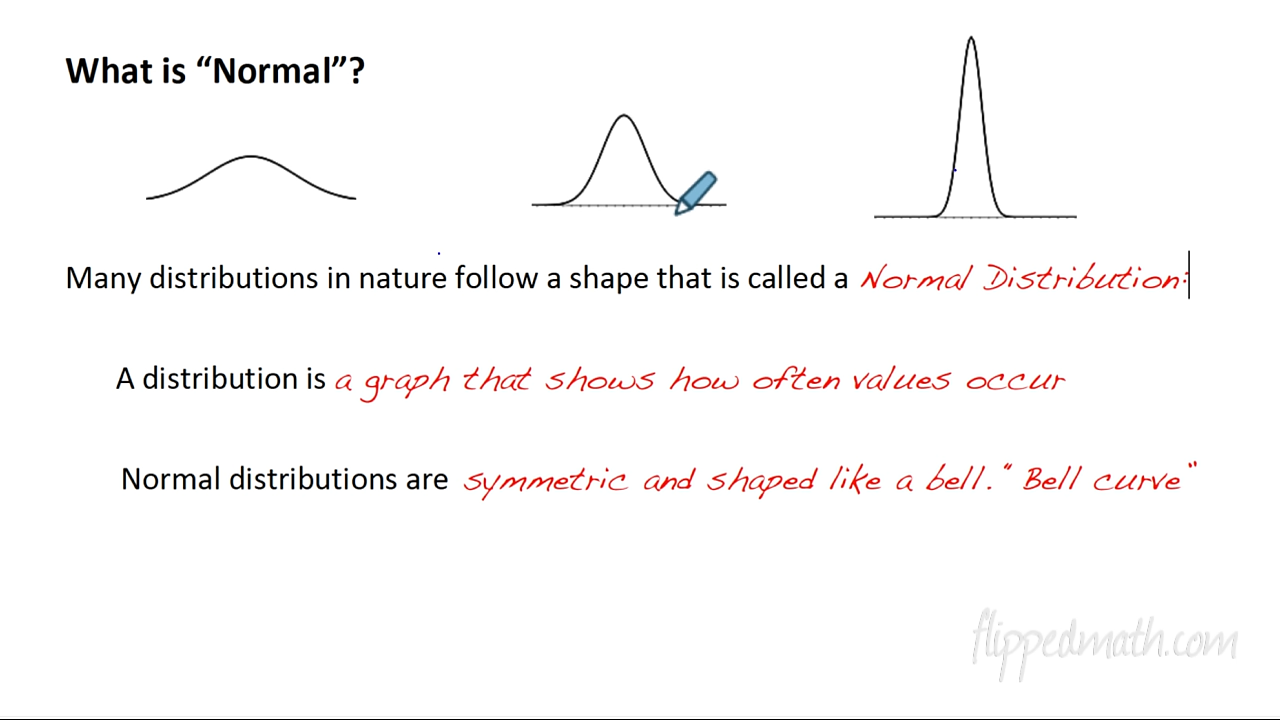 What is “Normal”?
Many distributions in nature follow a shape that is called a Normal Distribution:
A distribution is a graph that shows how often values occur
Normal distributions are symmetric and shaped like a bell. “Bell curve”
flippedmath.com